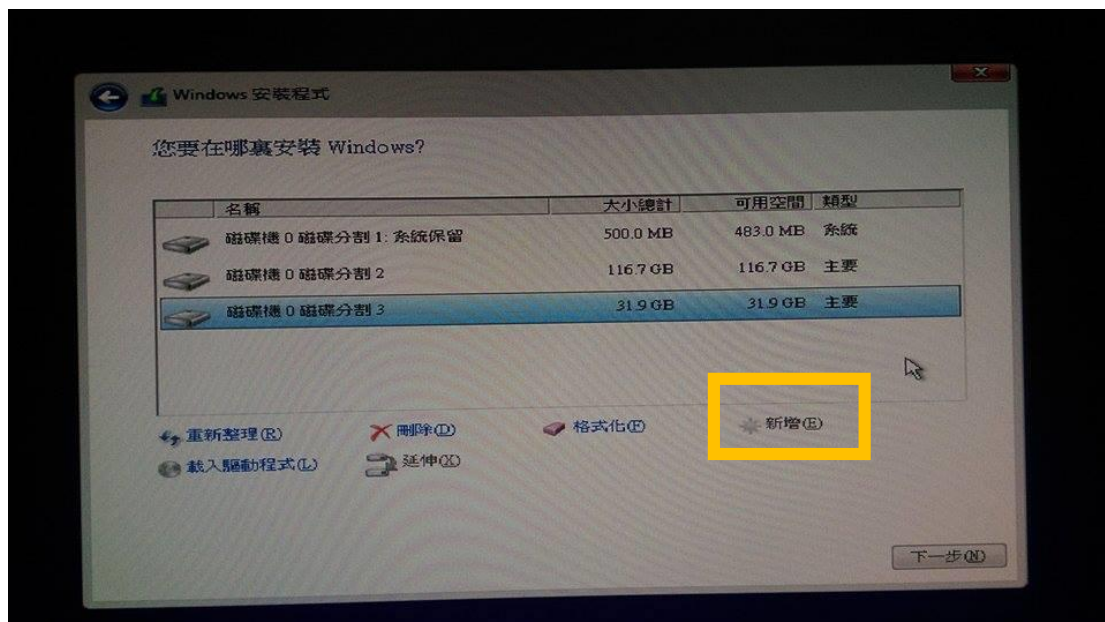 Windows 安裝程式
您要在哪裏安裝 Windows?
名稱 大小總計 可用空間 類型
磁碟機 0 磁碟分割 1: 系統保留 500.0 MB 483.0 MB 系統
磁碟機 0 磁碟分割 2 116.7 GB 116.7 GB 主要
磁碟機 0 磁碟分割 3 31.9 GB 31.9 GB 主要
重新整理(R) 刪除(D) 格式化(F) 新增(E)
載入驅動程式(L) 延伸(X)
下一步(N)